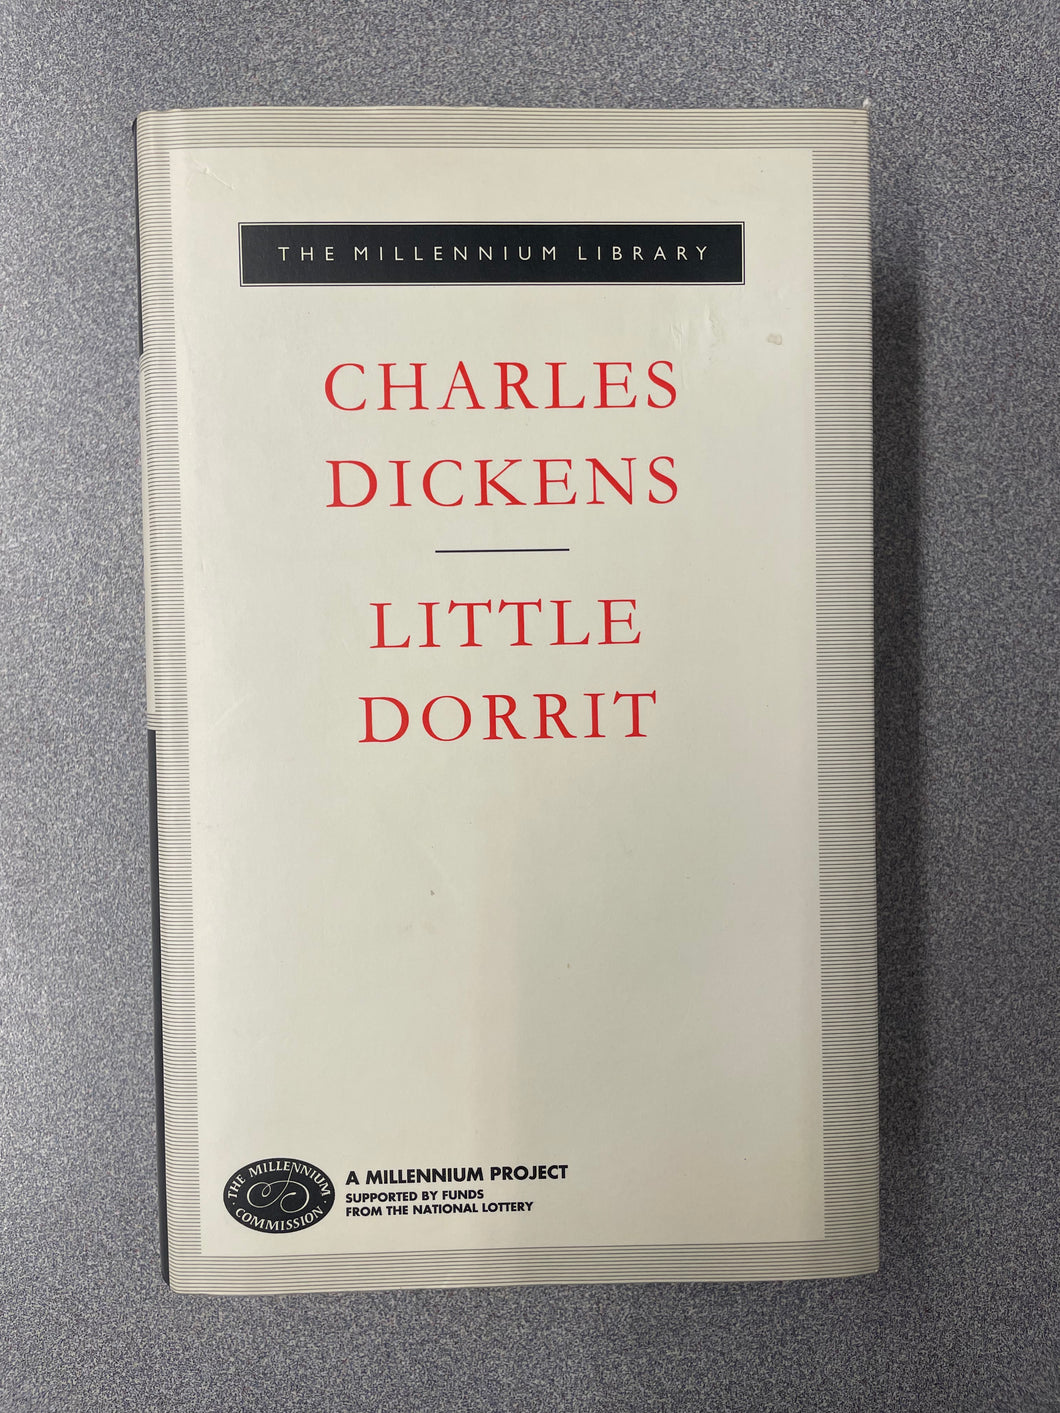 THE MILLENNIUM LIBRARY
CHARLES
DICKENS
LITTLE
DORRIT
THE MILLENNIUM COMMISSION
A MILLENNIUM PROJECT
SUPPORTED BY FUNDS
FROM THE NATIONAL LOTTERY